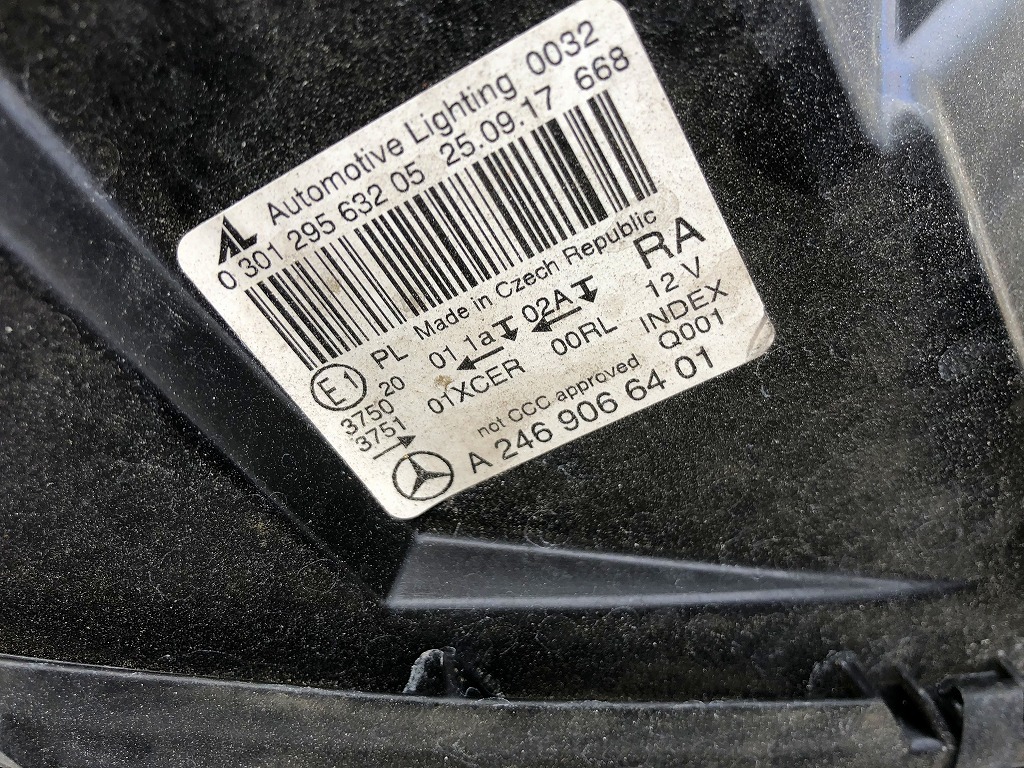 AL Automotive Lighting 0032
0 301 295 632 05 25.09.17 668
Made in Czech Republic
E1 PL 01 1a 02A RA
3750 20 01XCER 00RL 12 V
3751 not CCC approved INDEX
A 246 906 64 01 Q001